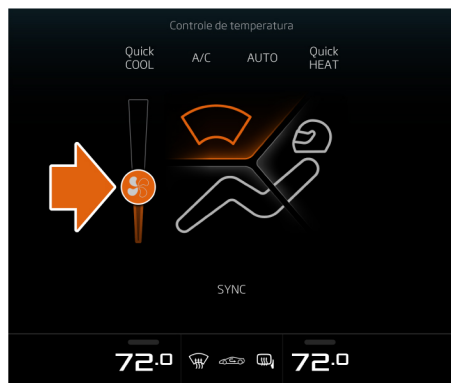 Controle de temperatura
Quick
COOL
A/C
AUTO
Quick
HEAT
SYNC
72.0
72.0